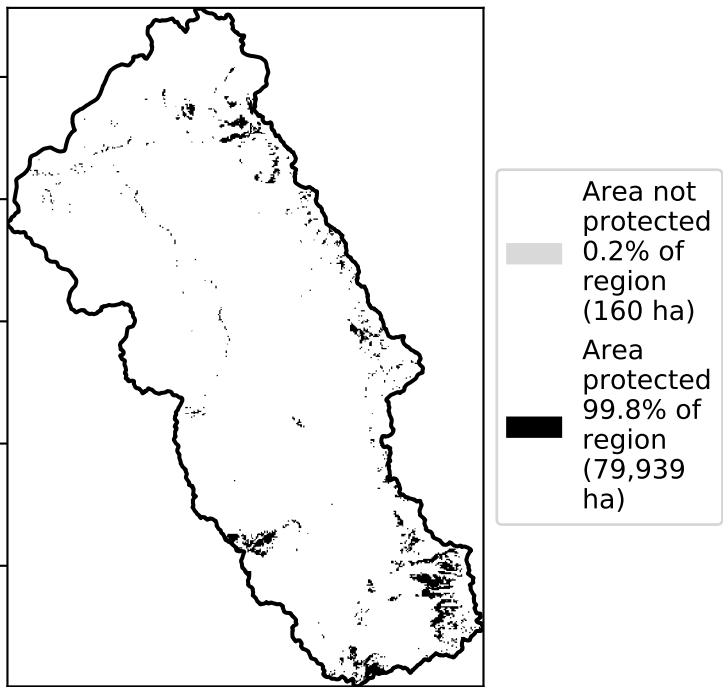 Area not
protected
0.2% of
region
(160 ha)
Area
protected
99.8% of
region
(79,939
ha)